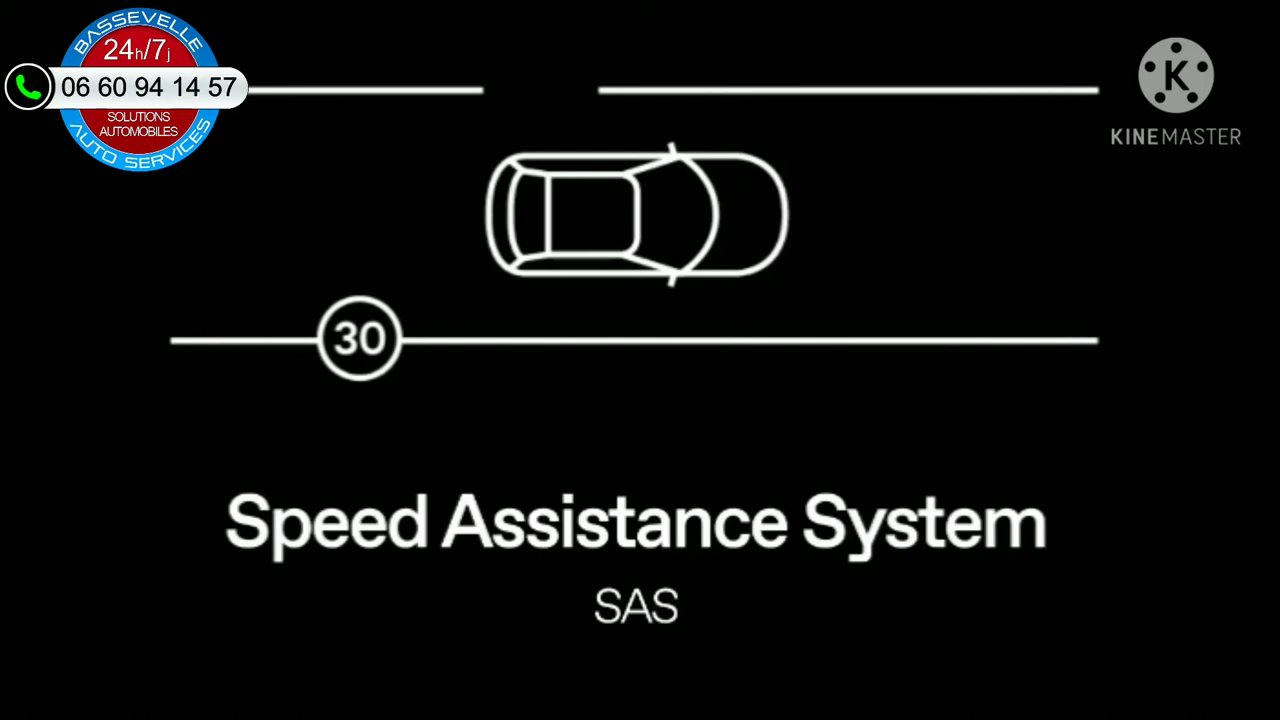 BASSEVELLE
24h/7j
06 60 94 14 57
SOLUTIONS
AUTOMOBILES
AUTO SERVICES
K
KINEMASTER
30
Speed Assistance System
SAS